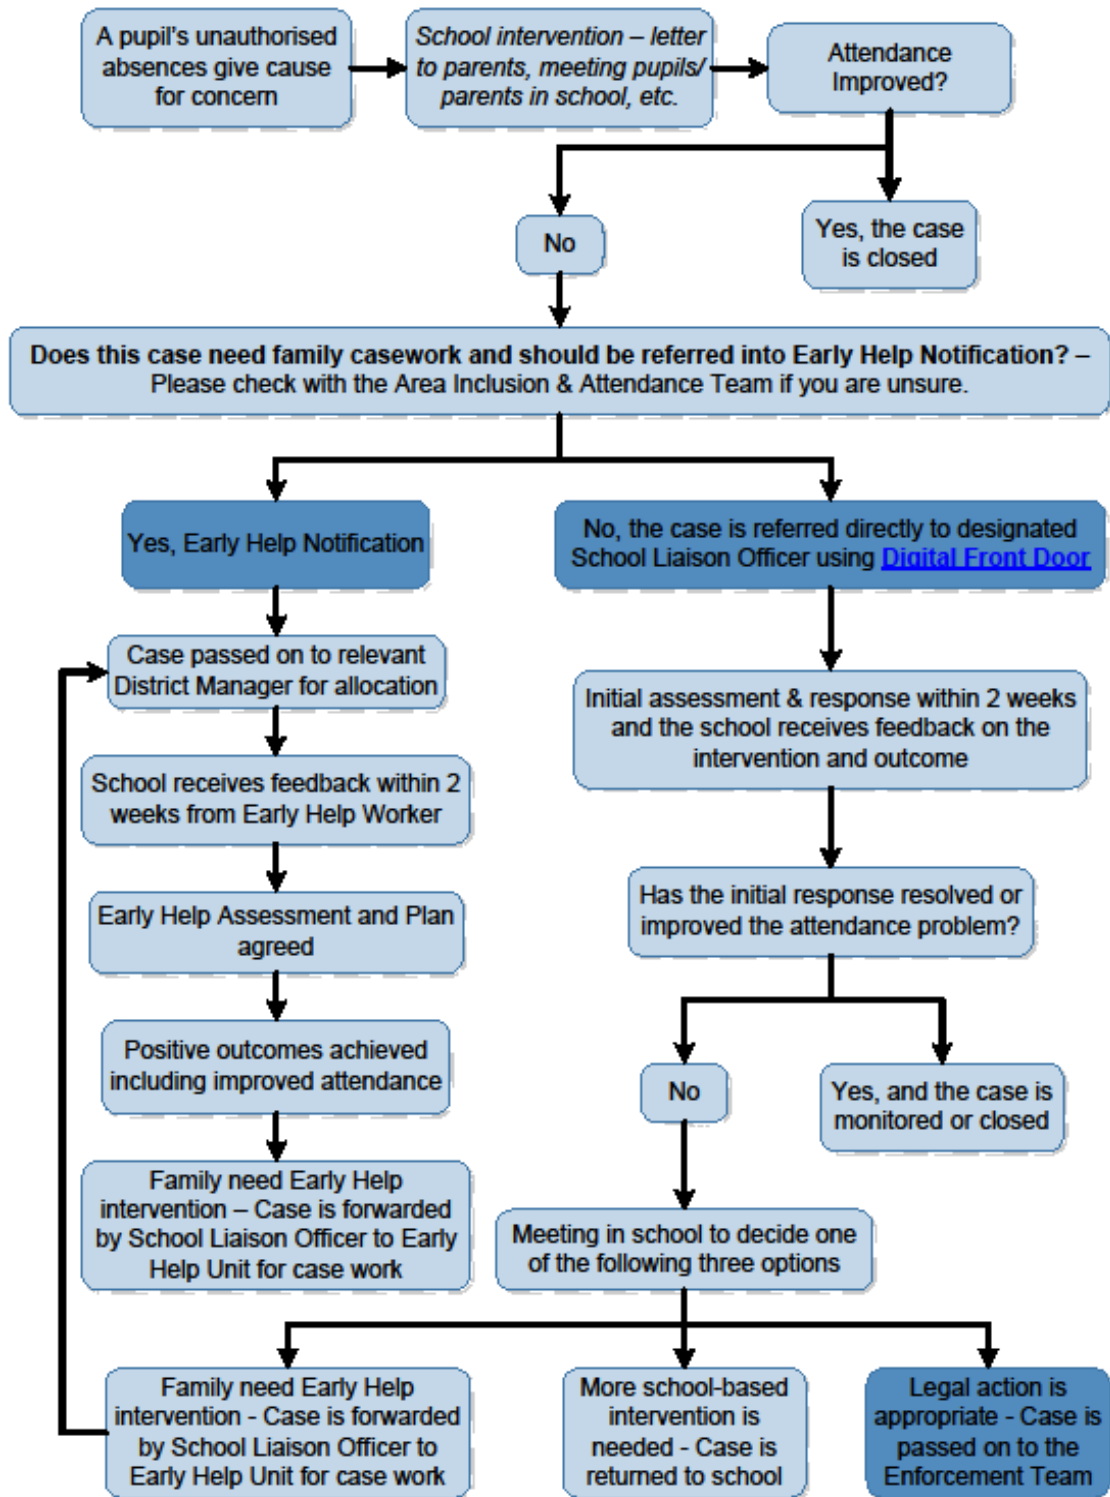 A pupil's unauthorised
absences give cause
for concern
School intervention – letter
to parents, meeting pupils/
parents in school, etc.
Attendance
Improved?
No
Yes, the case
is closed
Does this case need family casework and should be referred into Early Help Notification? –
Please check with the Area Inclusion & Attendance Team if you are unsure.
Yes, Early Help Notification
No, the case is referred directly to designated
School Liaison Officer using Digital Front Door
Case passed on to relevant
District Manager for allocation
School receives feedback within 2
weeks from Early Help Worker
Early Help Assessment and Plan
agreed
Positive outcomes achieved
including improved attendance
Family need Early Help
intervention – Case is forwarded
by School Liaison Officer to Early
Help Unit for case work
Initial assessment & response within 2 weeks
and the school receives feedback on the
intervention and outcome
Has the initial response resolved or
improved the attendance problem?
No
Yes, and the case is
monitored or closed
Meeting in school to decide one
of the following three options
Family need Early Help
intervention - Case is forwarded
by School Liaison Officer to
Early Help Unit for case work
More school-based
intervention is
needed - Case is
returned to school
Legal action is
appropriate - Case is
passed on to the
Enforcement Team